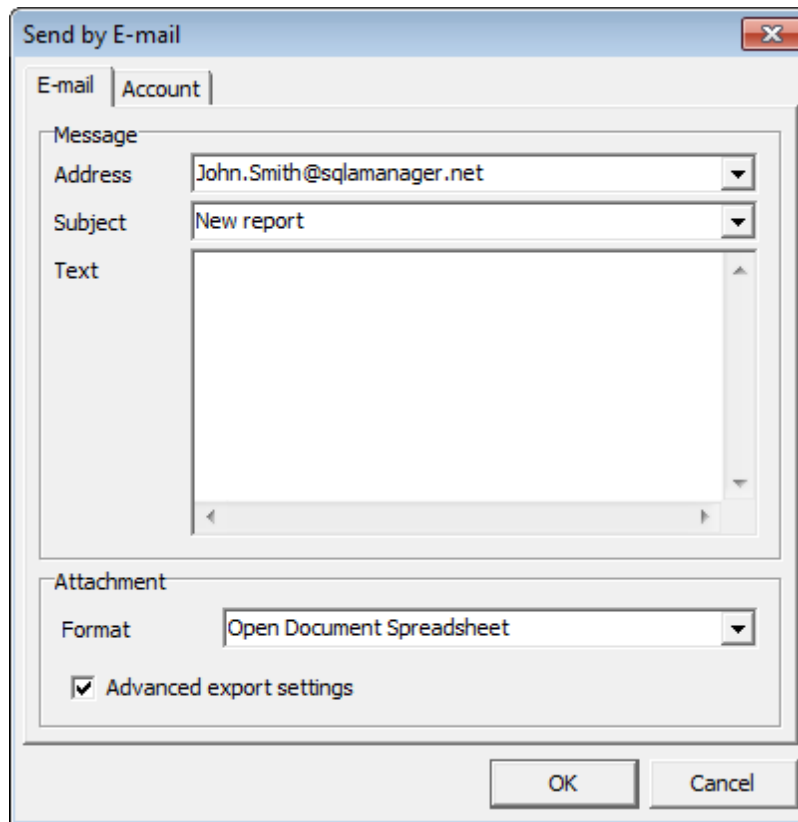 Send by E-mail
E-mail Account
Message
Address John.Smith@sqlamanager.net
Subject New report
Text
Attachment
Format Open Document Spreadsheet
Advanced export settings
OK Cancel